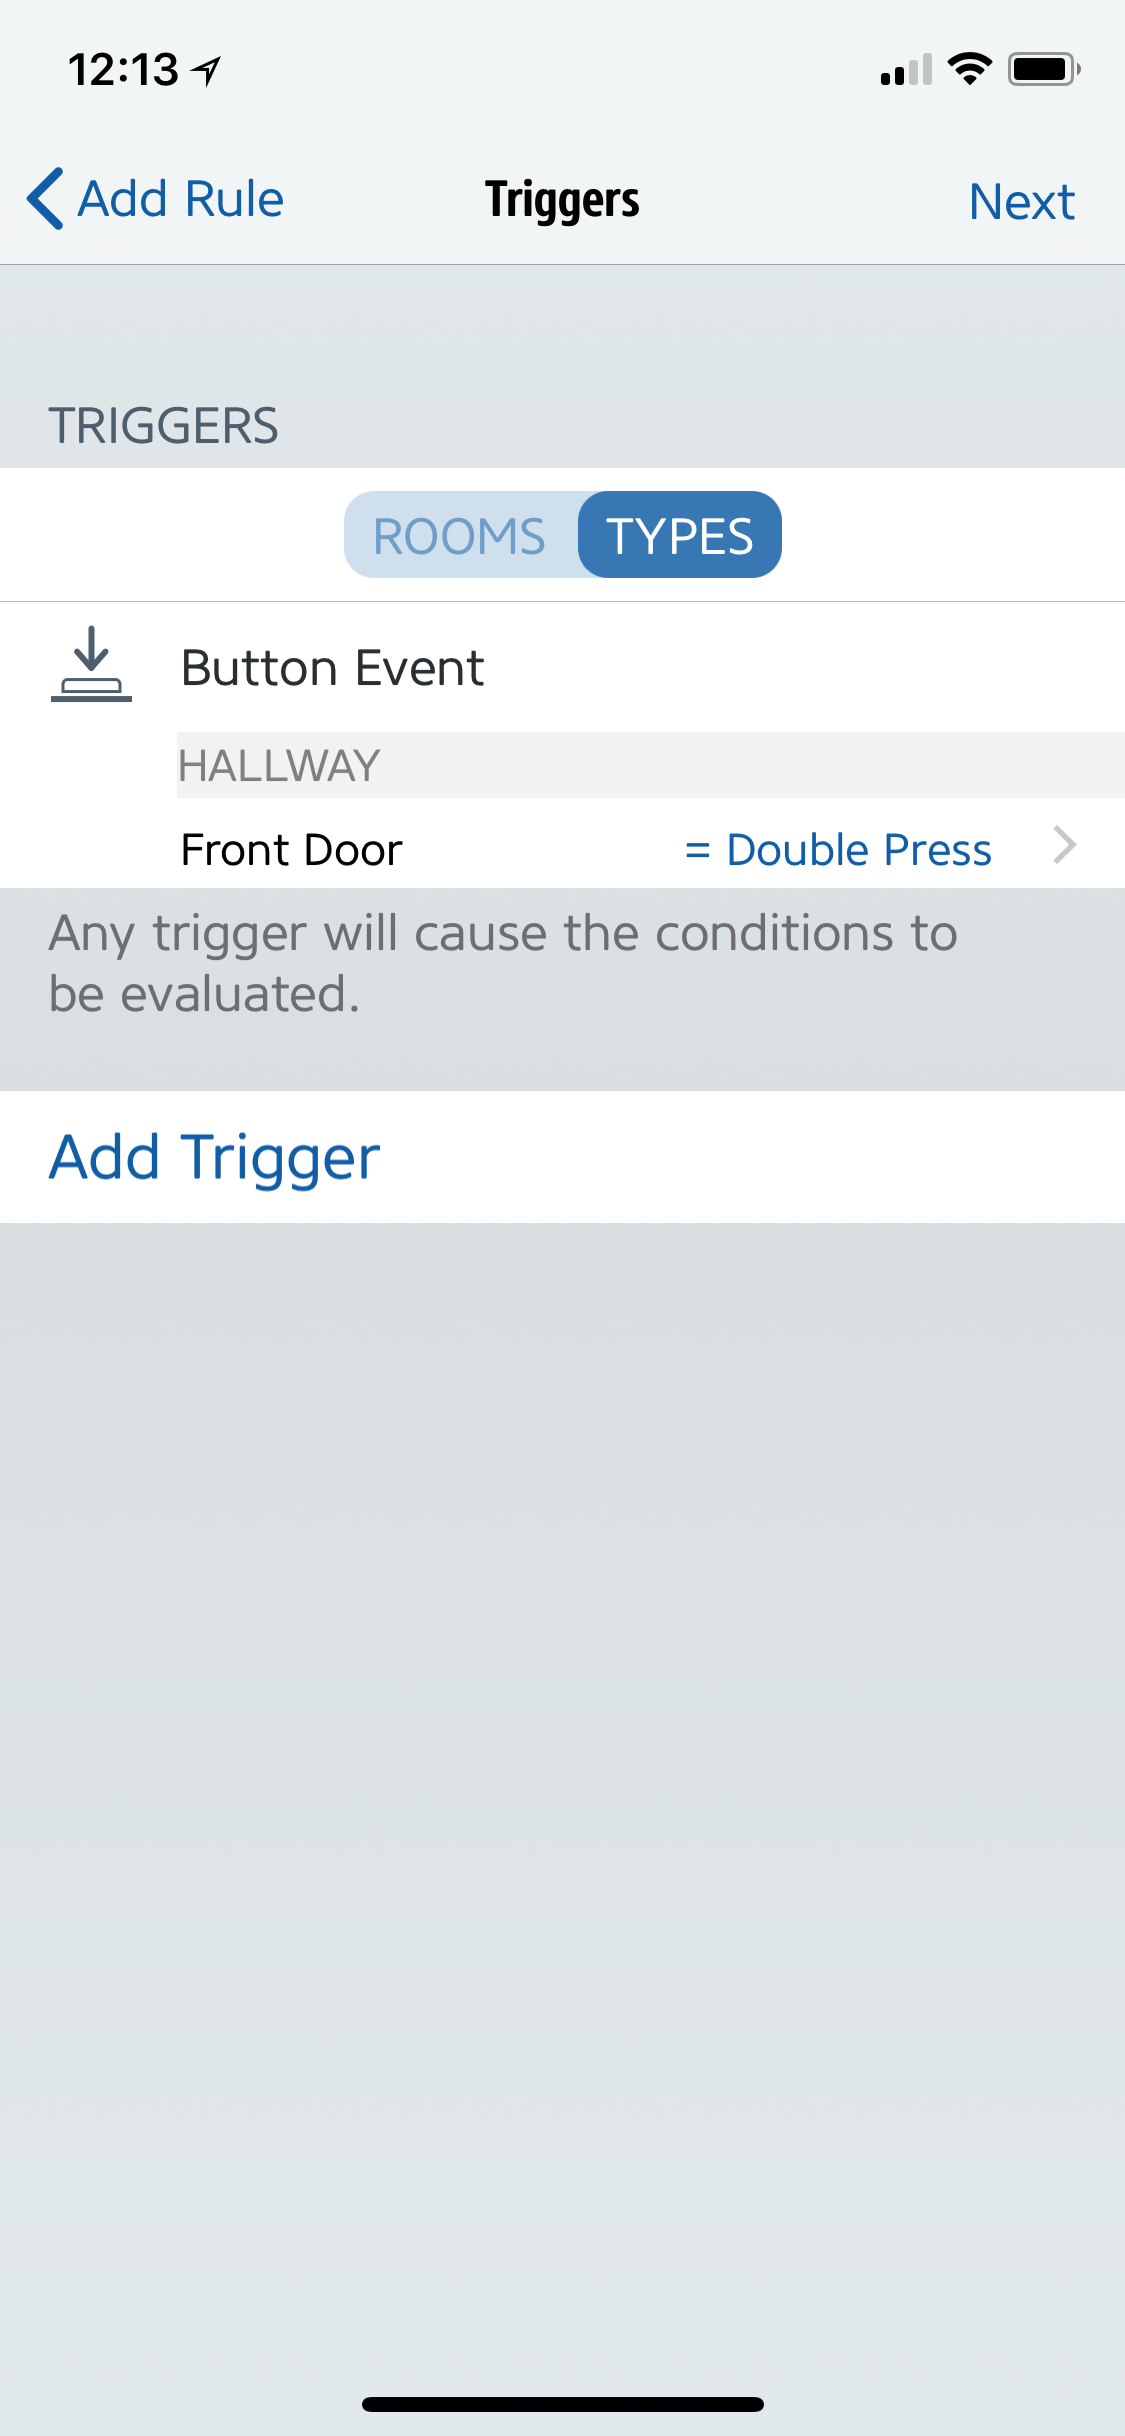 12:13
Add Rule Triggers Next
TRIGGERS
ROOMS TYPES
Button Event
HALLWAY
Front Door = Double Press
Any trigger will cause the conditions to
be evaluated.
Add Trigger